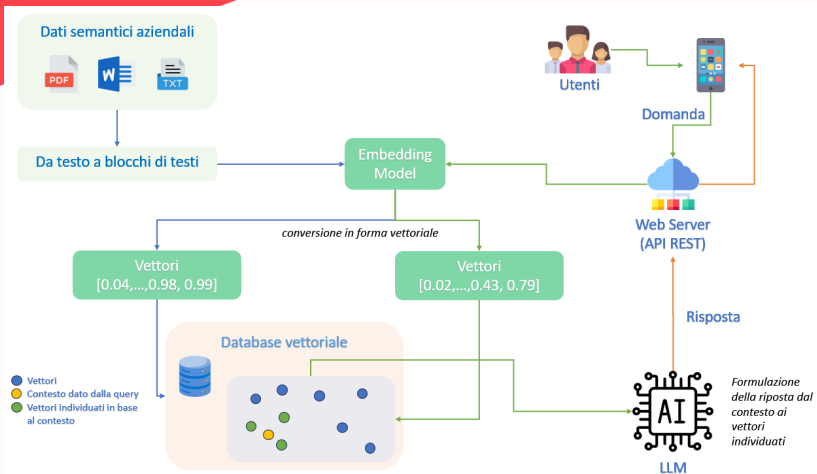 Dati semantici aziendali
PDF
W
TXT
Da testo a blocchi di testi
Embedding
Model
Utenti
Domanda
Web Server
(API REST)
conversione in forma vettoriale
Vettori
[0.04,...,0.98, 0.99]
Vettori
[0.02,...,0.43, 0.79]
Database vettoriale
Vettori
Contesto dato dalla query
Vettori individuati in base
al contesto
Risposta
AI
LLM
Formulazione
della riposta dal
contesto ai
vettori
individuati